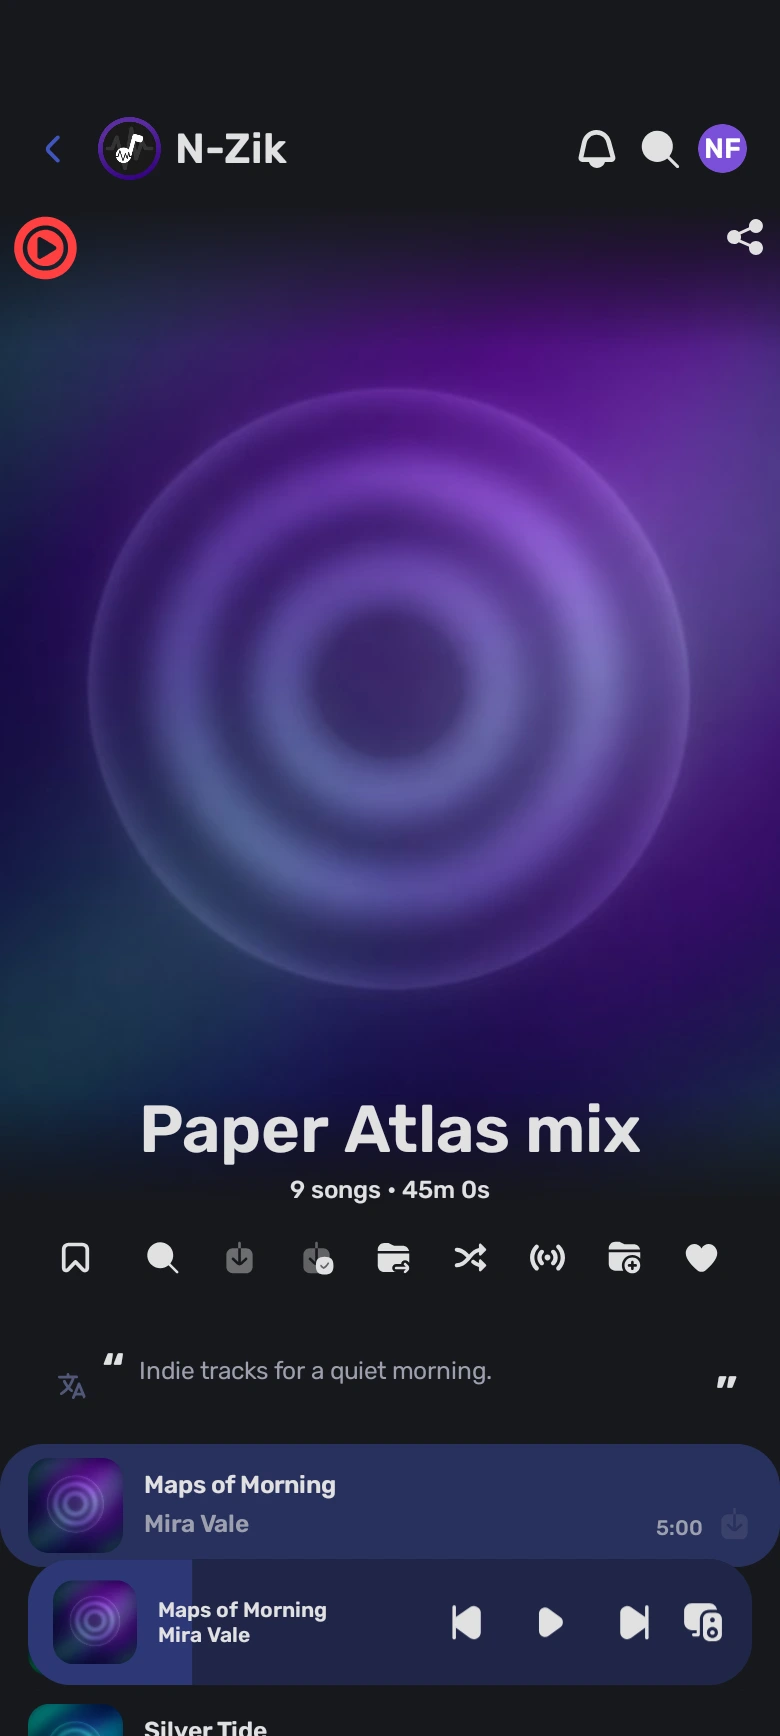 N-Zik
NF
Paper Atlas mix
9 songs • 45m 0s
“ Indie tracks for a quiet morning. ”
Maps of Morning
Mira Vale
5:00
Maps of Morning
Mira Vale
Silver Tide